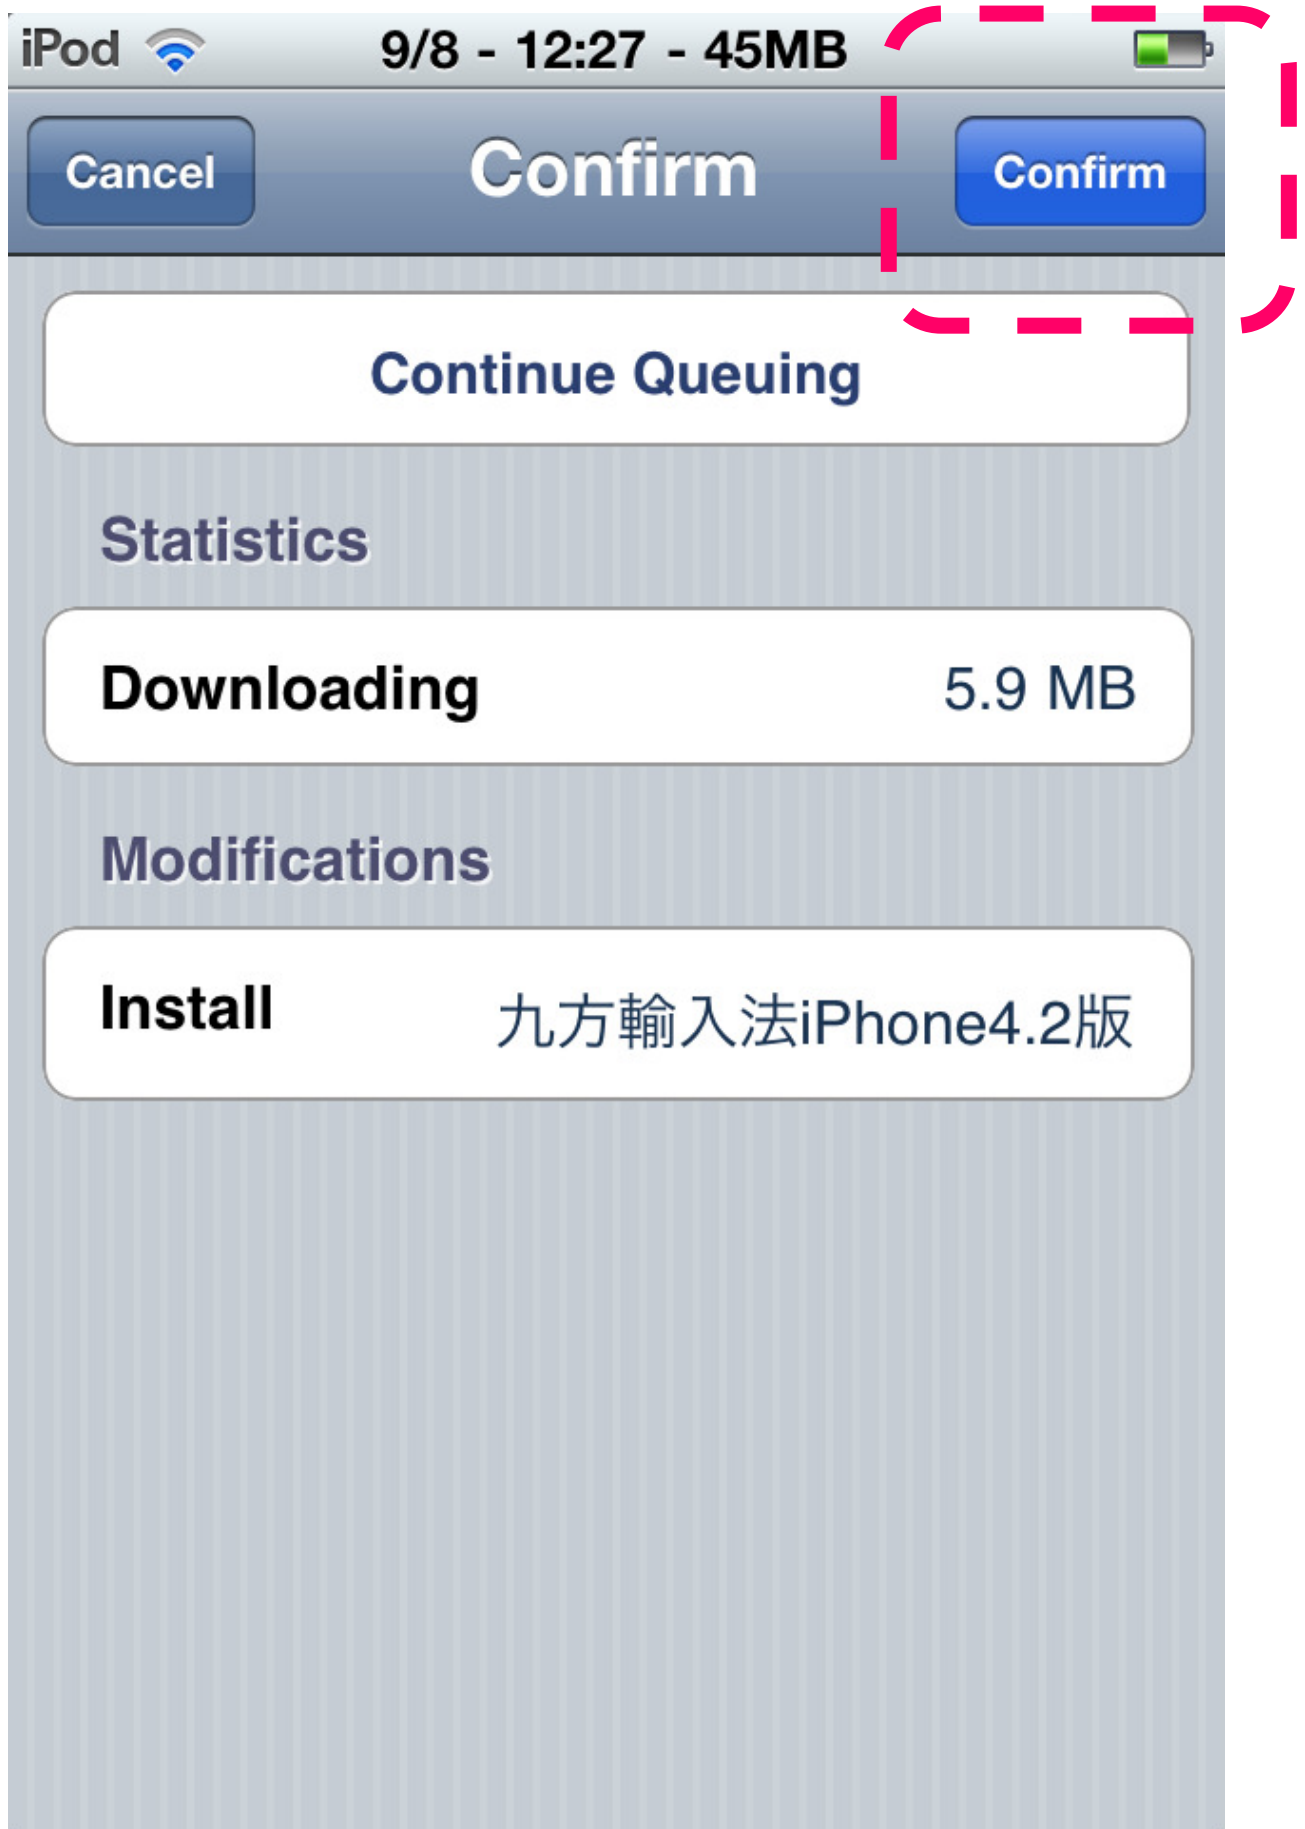 iPod 9/8 - 12:27 - 45MB
Cancel Confirm Confirm
Continue Queuing
Statistics
Downloading 5.9 MB
Modifications
Install 九方輸入法iPhone4.2版